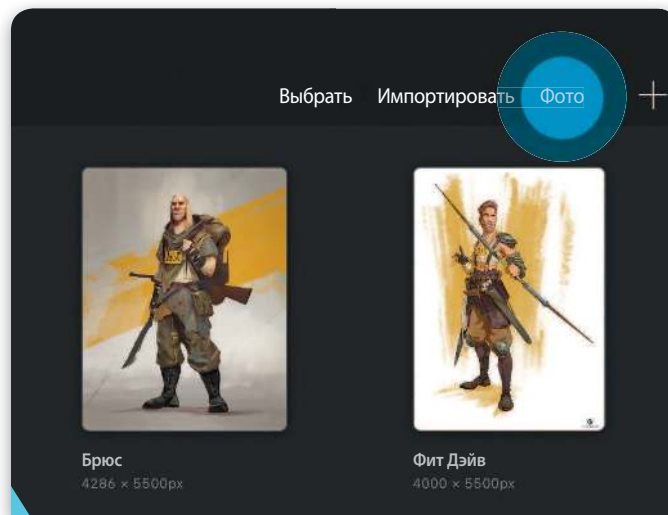 Выбрать Импортировать Фото
Брюс
4286 × 5500px
Фит Дэйв
4000 × 5500px